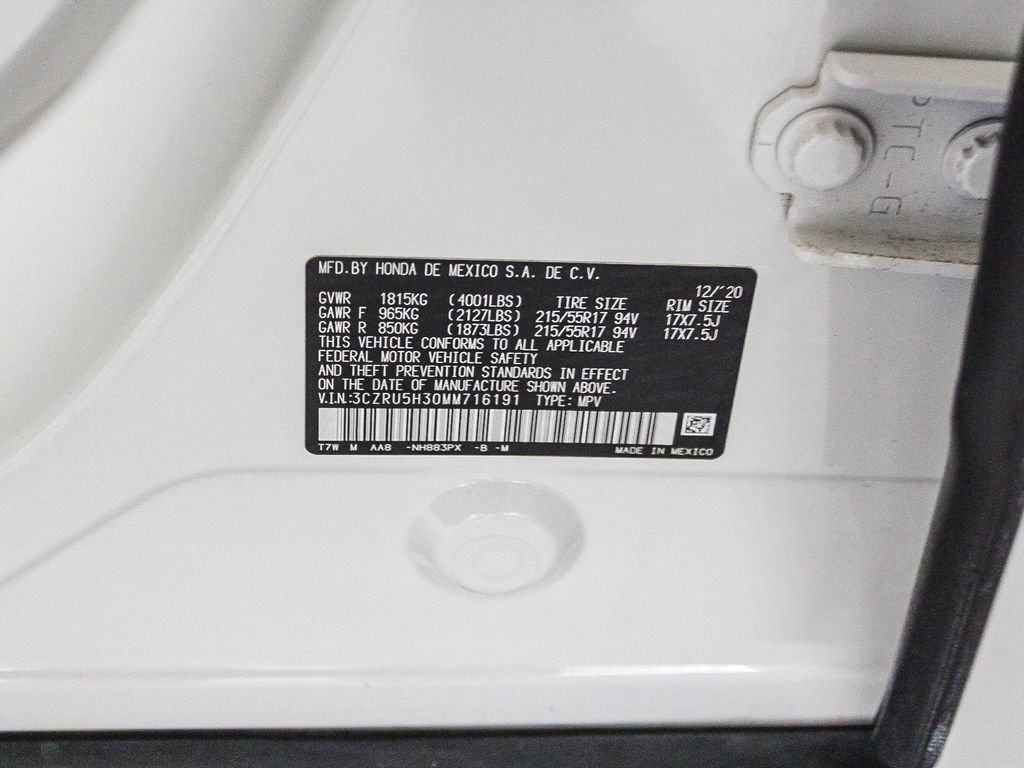 MFD.BY HONDA DE MEXICO S.A. DE C.V.
12/´20
GVWR 1815KG (4001LBS) TIRE SIZE RIM SIZE
GAWR F 965KG (2127LBS) 215/55R17 94V 17X7.5J
GAWR R 850KG (1873LBS) 215/55R17 94V 17X7.5J
THIS VEHICLE CONFORMS TO ALL APPLICABLE
FEDERAL MOTOR VEHICLE SAFETY
AND THEFT PREVENTION STANDARDS IN EFFECT
ON THE DATE OF MANUFACTURE SHOWN ABOVE.
V.I.N.:3CZRU5H30MM716191 TYPE: MPV
T7W M AA8 -NH883PX -B -M MADE IN MEXICO
TC-G